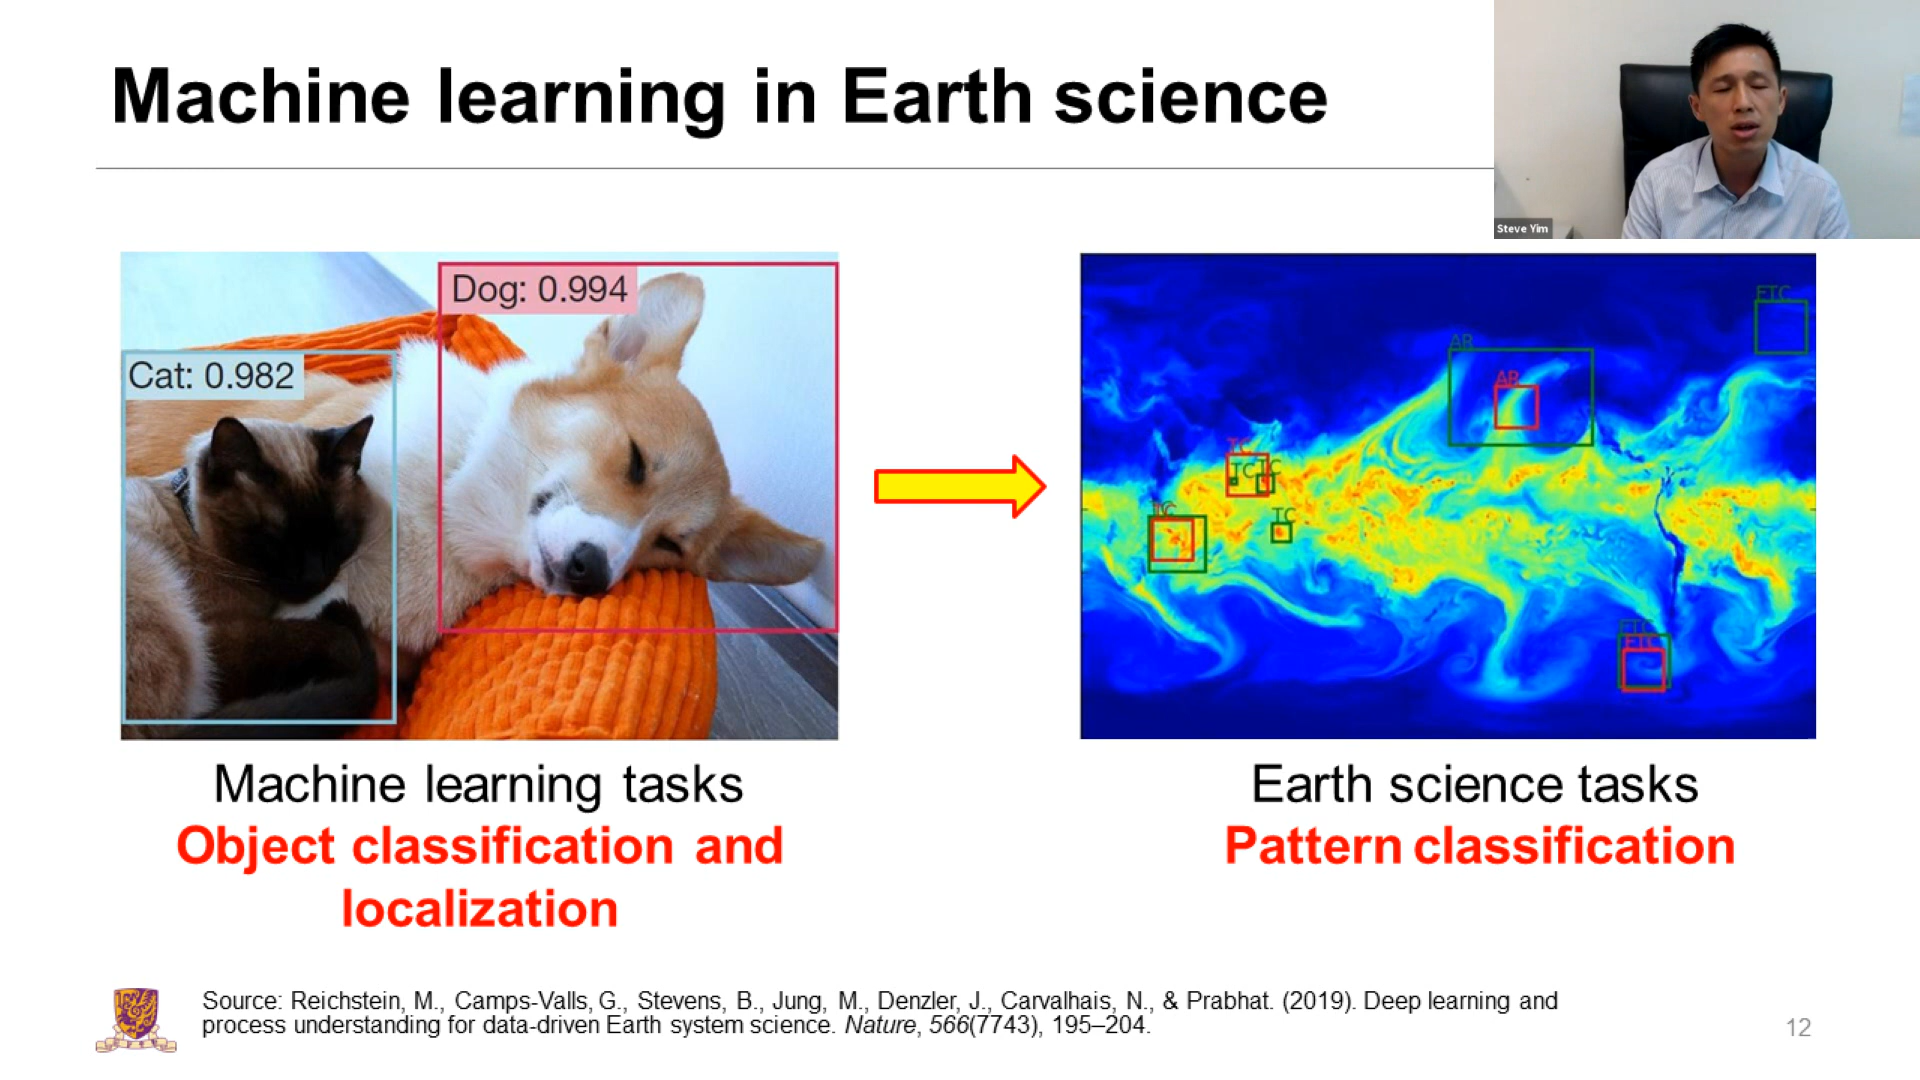 Machine learning in Earth science
Steve Yim
Dog: 0.994
Cat: 0.982
ETC
AR
AR
TC
TC
TC
TC
TC
ETC
ETC
Machine learning tasks
Object classification and
localization
Earth science tasks
Pattern classification
Source: Reichstein, M., Camps-Valls, G., Stevens, B., Jung, M., Denzler, J., Carvalhais, N., & Prabhat. (2019). Deep learning and
process understanding for data-driven Earth system science. Nature, 566(7743), 195–204.
12